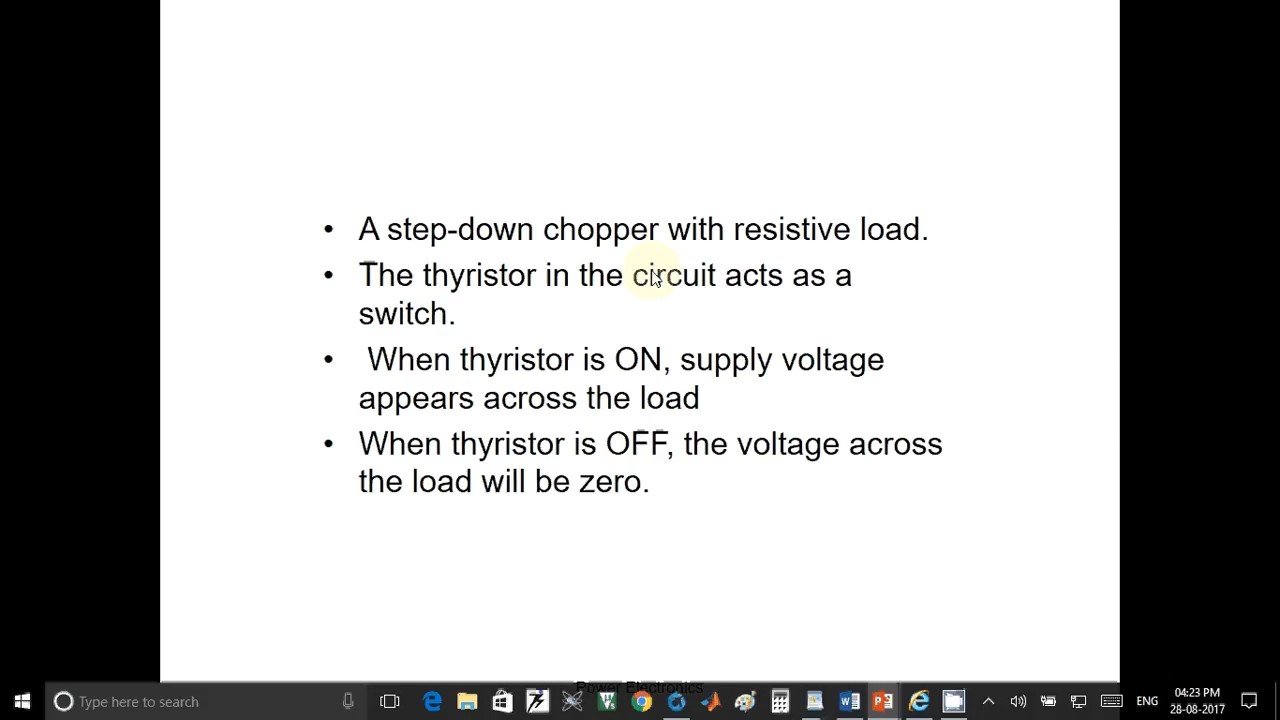 • A step-down chopper with resistive load.
• The thyristor in the circuit acts as a
switch.
• When thyristor is ON, supply voltage
appears across the load
• When thyristor is OFF, the voltage across
the load will be zero.
Power Electronics
Type here to search
ENG
04:23 PM
28-08-2017